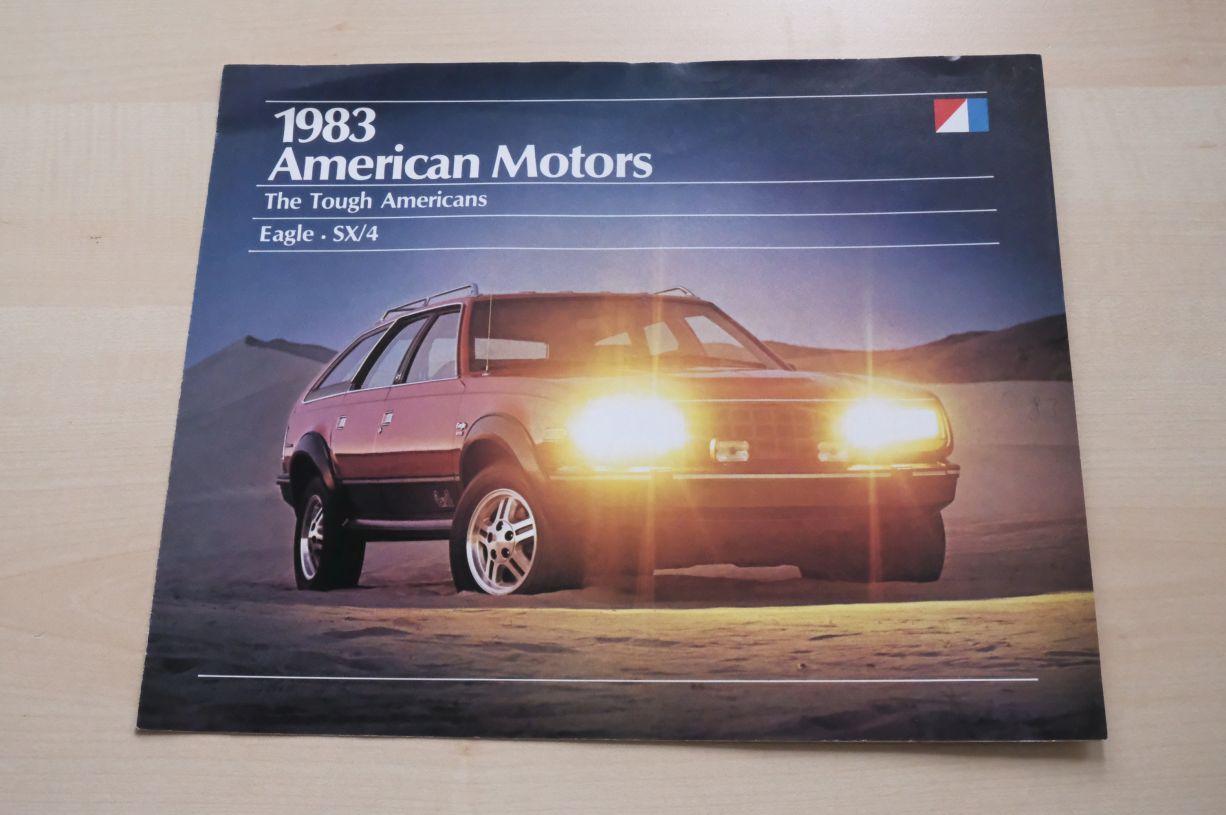 1983
American Motors
The Tough Americans
Eagle · SX/4